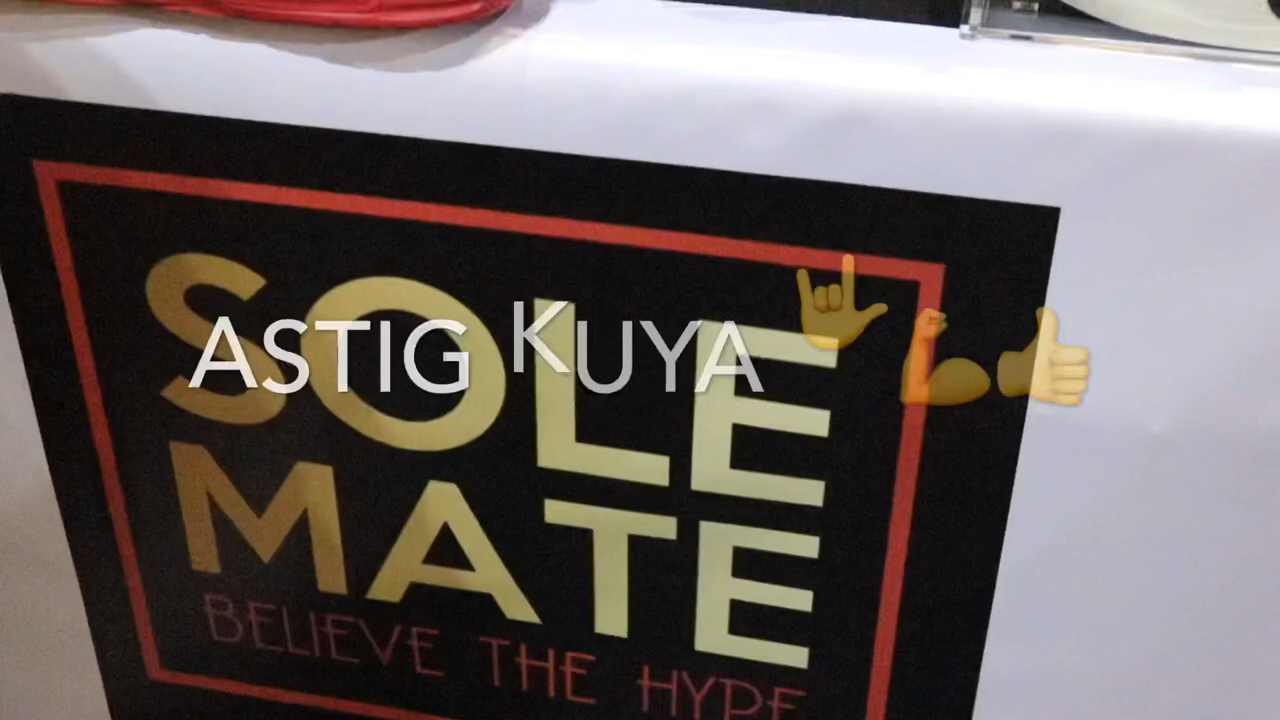 ASTIG KUYA 🤟💪👍
SOLE
MATE
BELIEVE THE HYPE